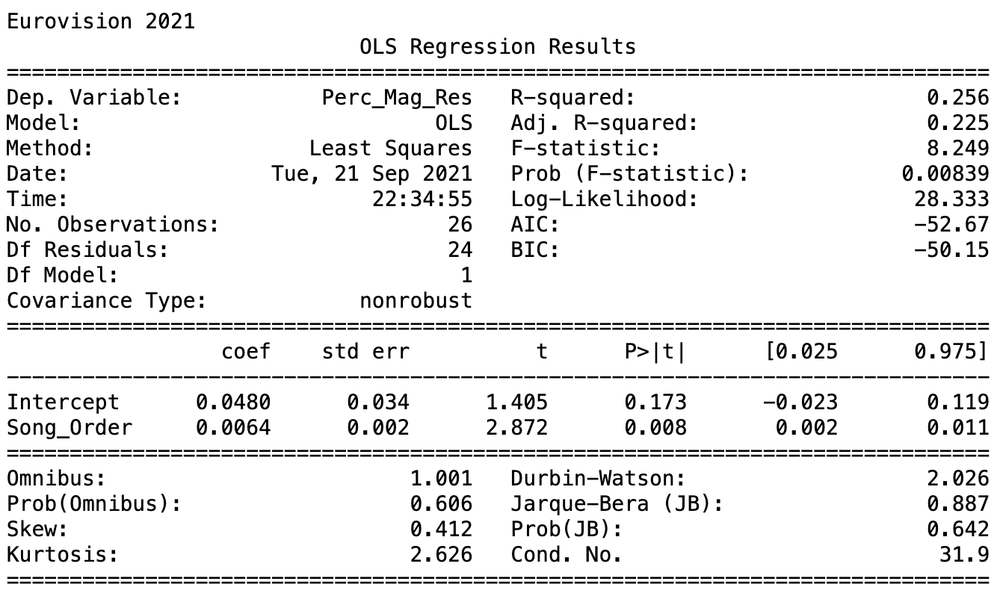 Eurovision 2021
OLS Regression Results
==============================================================================
Dep. Variable:           Perc_Mag_Res   R-squared:                       0.256
Model:                            OLS   Adj. R-squared:                  0.225
Method:                 Least Squares   F-statistic:                     8.249
Date:                Tue, 21 Sep 2021   Prob (F-statistic):            0.00839
Time:                        22:34:55   Log-Likelihood:                 28.333
No. Observations:                  26   AIC:                            -52.67
Df Residuals:                      24   BIC:                            -50.15
Df Model:                           1
Covariance Type:            nonrobust
==============================================================================
                 coef    std err          t      P>|t|      [0.025      0.975]
------------------------------------------------------------------------------
Intercept      0.0480      0.034      1.405      0.173      -0.023       0.119
Song_Order     0.0064      0.002      2.872      0.008       0.002       0.011
==============================================================================
Omnibus:                        1.001   Durbin-Watson:                   2.026
Prob(Omnibus):                  0.606   Jarque-Bera (JB):                0.887
Skew:                           0.412   Prob(JB):                        0.642
Kurtosis:                       2.626   Cond. No.                         31.9
==============================================================================